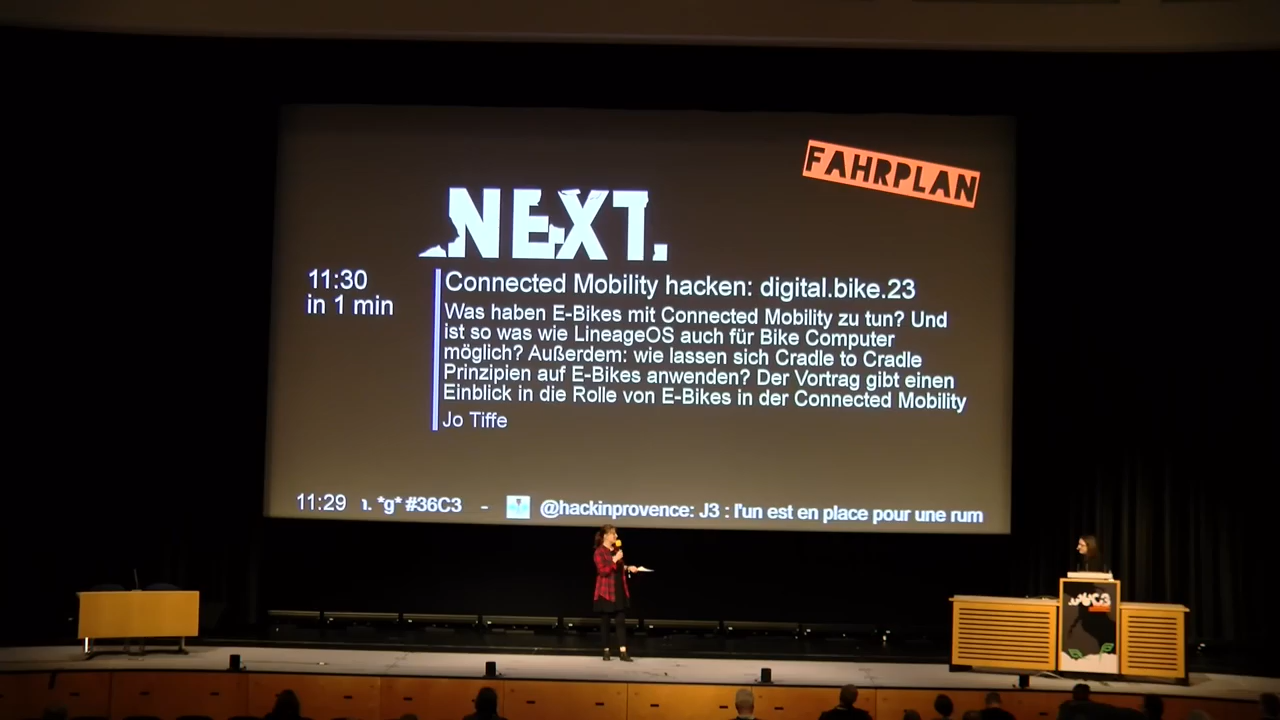 FAHRPLAN
NEXT.
11:30
in 1 min
Connected Mobility hacken: digital.bike.23
Was haben E-Bikes mit Connected Mobility zu tun? Und
ist so was wie LineageOS auch für Bike Computer
möglich? Außerdem: wie lassen sich Cradle to Cradle
Prinzipien auf E-Bikes anwenden? Der Vortrag gibt einen
Einblick in die Rolle von E-Bikes in der Connected Mobility
Jo Tiffe
11:29 *g* #36C3 - @hackinprovence: J3 : l'un est en place pour une rum
36C3